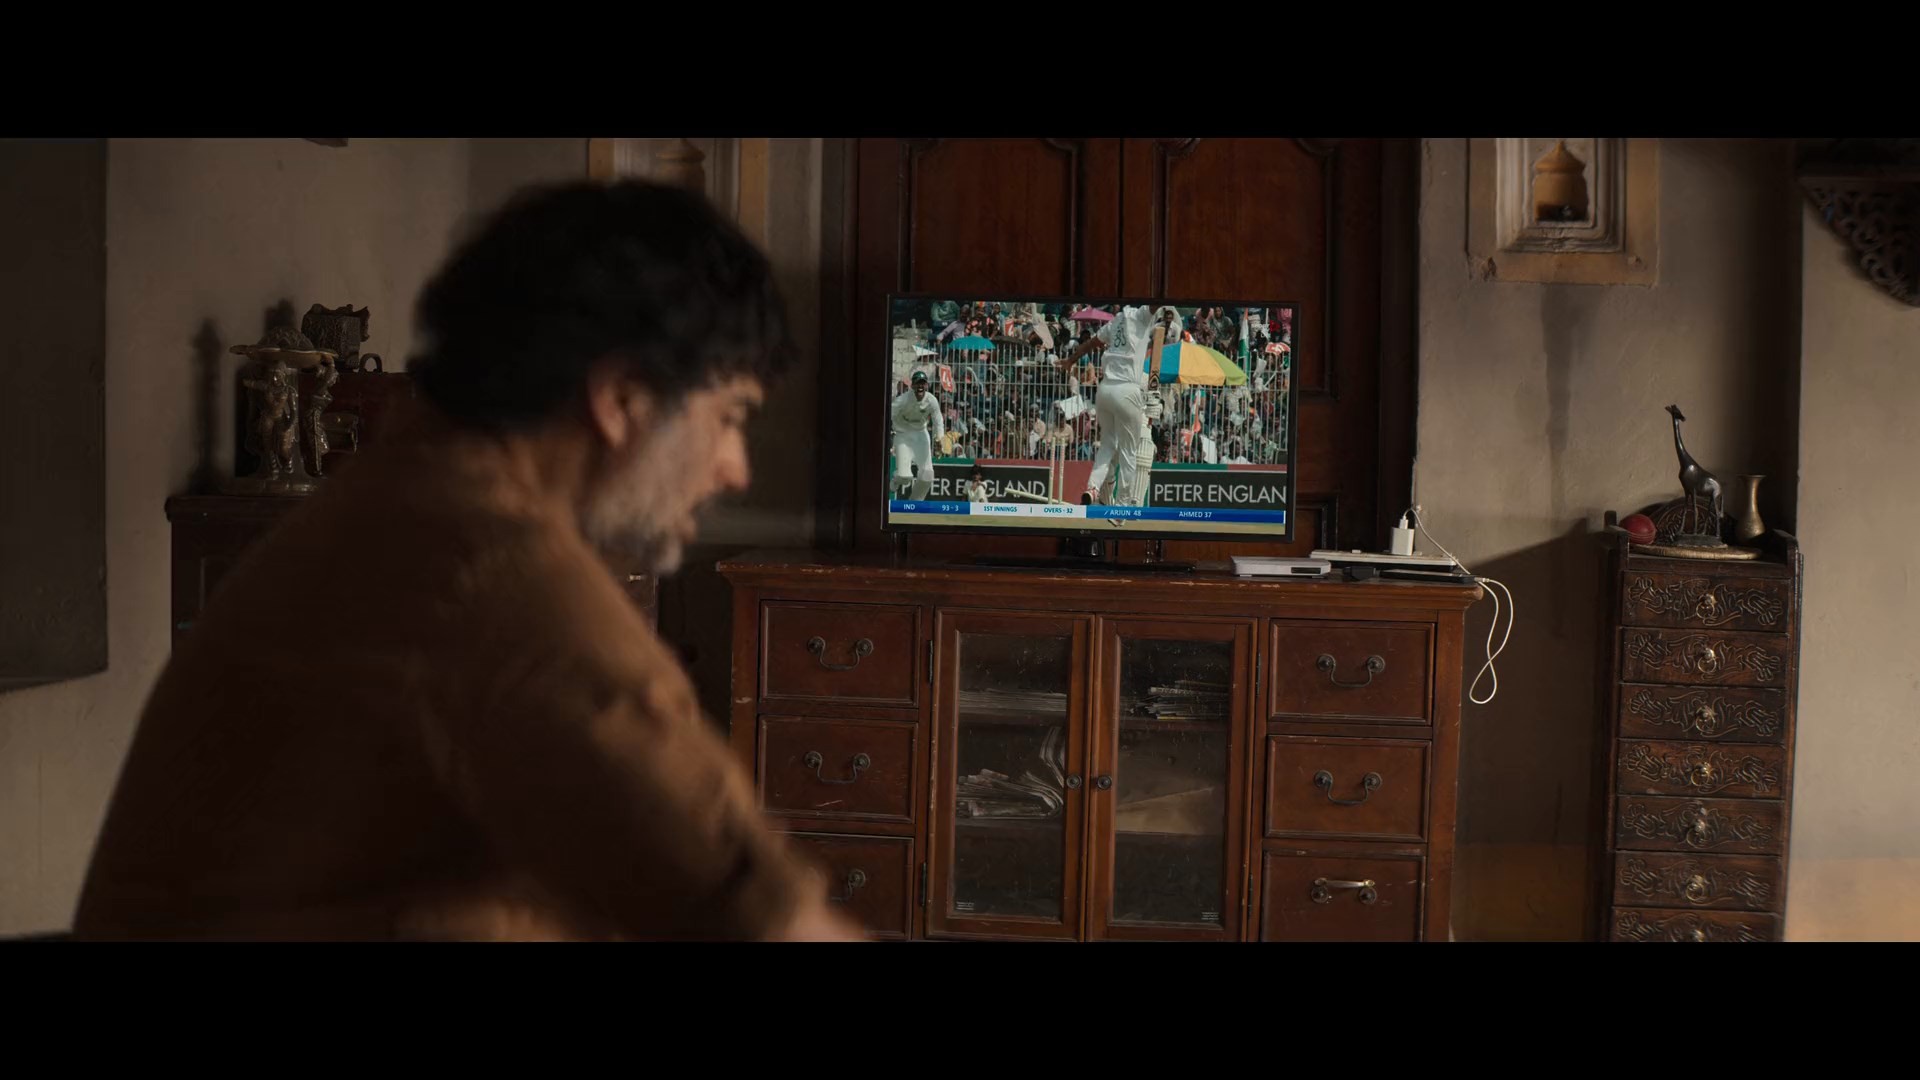 PETER ENGLAND
PETER ENGLAN
IND 93 - 3 1ST INNINGS | OVERS - 32 / ARJUN 48 AHMED 37